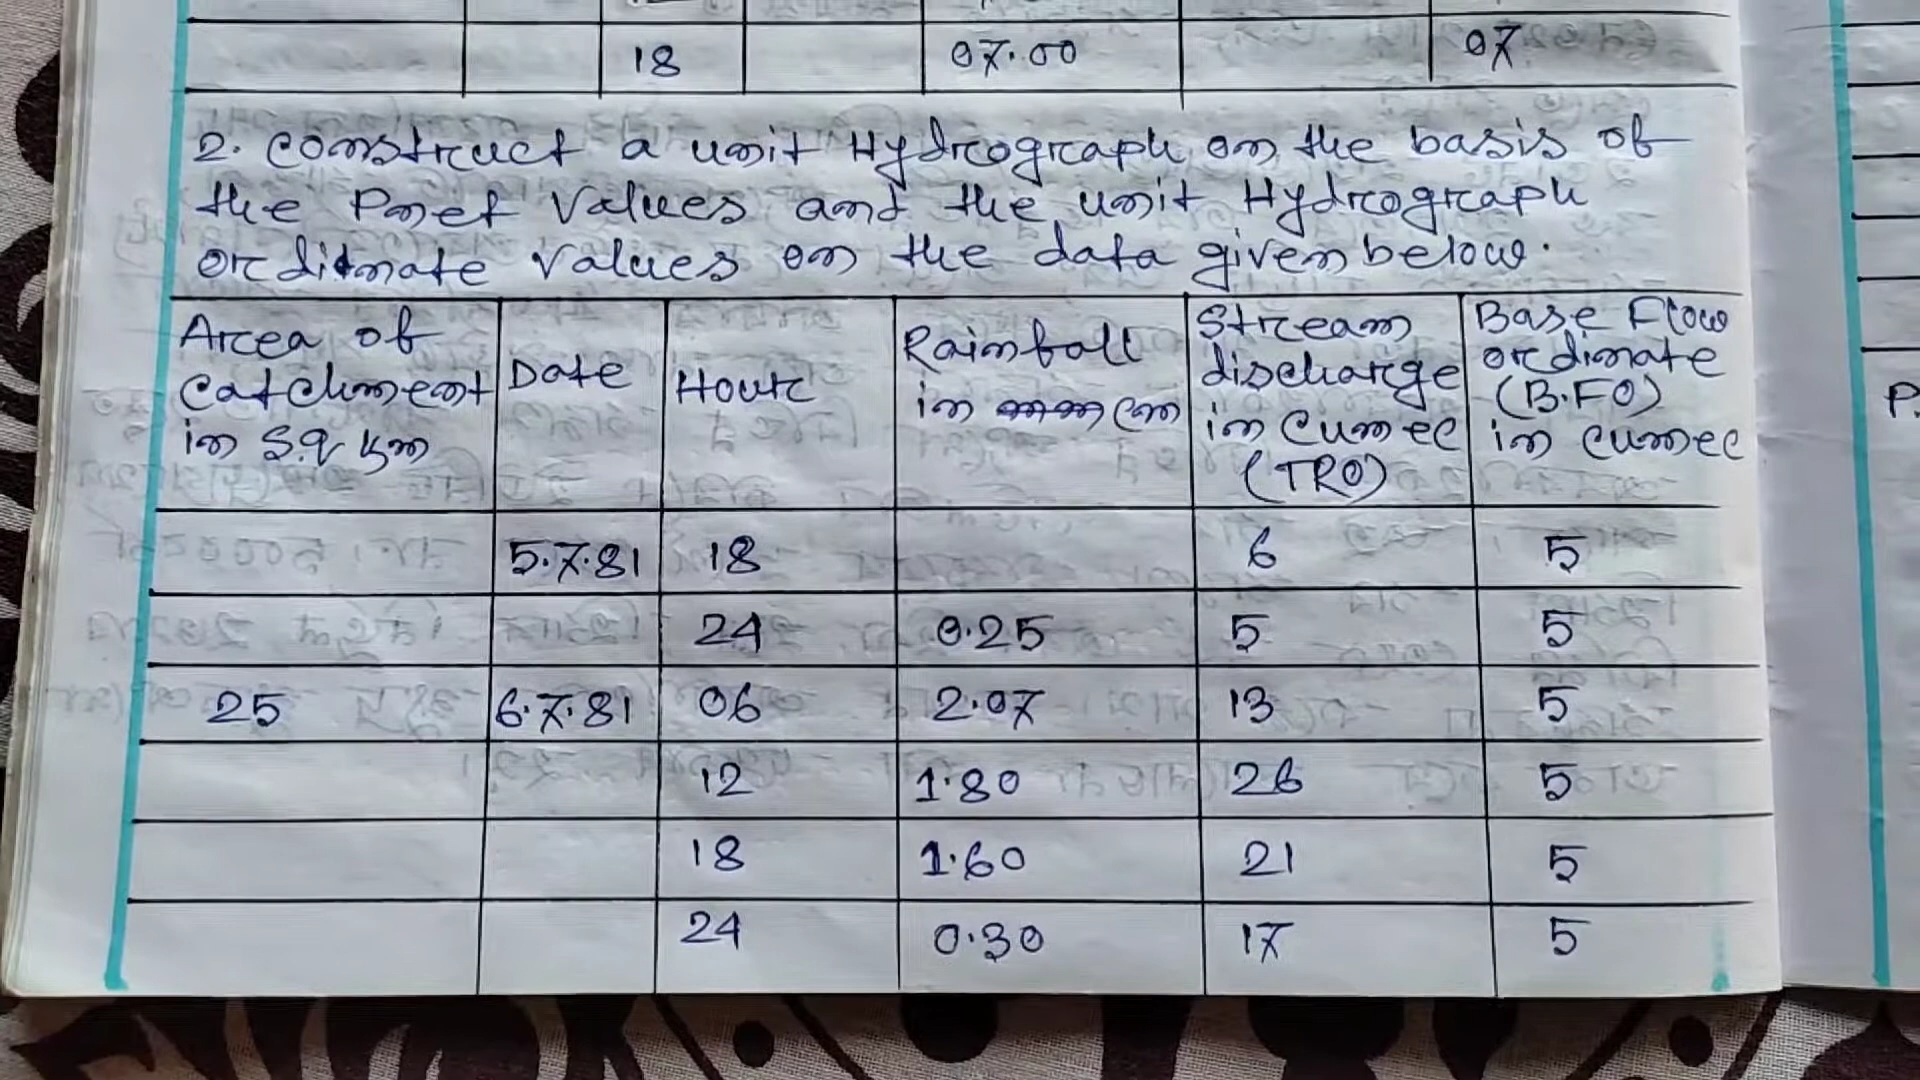 18 07.00 07
2. Construct a unit Hydrograph on the basis of
the Pnet Values and the unit Hydrograph
orditnate Values on the data given below.
Area of
Catchment
in S.q km
Date
Hour
Rainfall
in cm
Stream
discharge
in Cumec
(TRO)
Base Flow
ordinate
(B.FO)
in cumec
5.7.81 18 6 5
24 0.25 5 5
25 6.7.81 06 2.07 13 5
12 1.80 26 5
18 1.60 21 5
24 0.30 17 5
P.